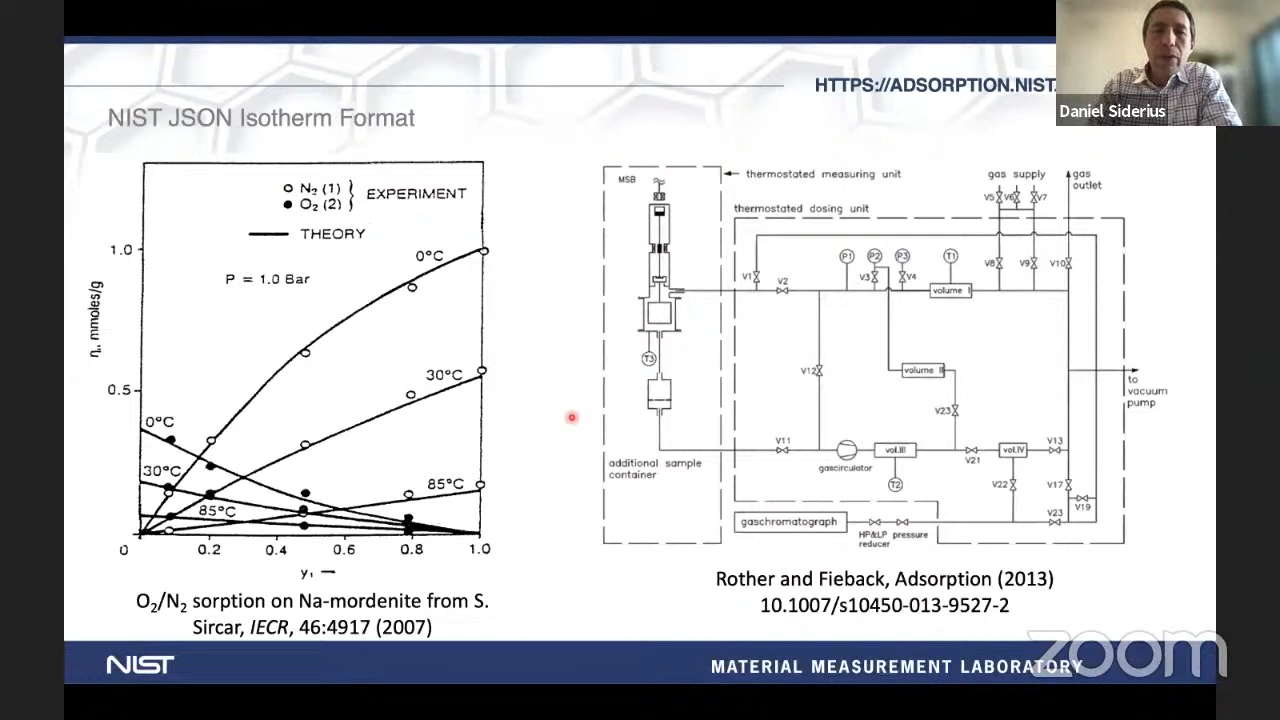 HTTPS://ADSORPTION.NIST.
Daniel Siderius
NIST JSON Isotherm Format
N₂ (1)
O₂ (2)
EXPERIMENT
THEORY
P = 1.0 Bar
1.0
0.5
0
0.2
0.4
0.6
0.8
1.0
mmoles/g
y₁
0°C
30°C
85°C
0°C
30°C
85°C
O₂/N₂ sorption on Na-mordenite from S.
Sircar, IECR, 46:4917 (2007)
MSB
thermostated measuring unit
gas supply
gas
outlet
V5
V6
V7
thermostated dosing unit
P1
P2
P3
T1
V1
V2
V3
V4
V8
V9
V10
volume I
T3
V12
volume II
to
vacuum
pump
V23
additional sample
container
V11
gascirculator
vol.III
T2
V21
vol.IV
V13
V22
V17
V19
V23
gaschromatograph
HP&LP pressure
reducer
Rother and Fieback, Adsorption (2013)
10.1007/s10450-013-9527-2
NIST
MATERIAL MEASUREMENT LABORATORY
zoom